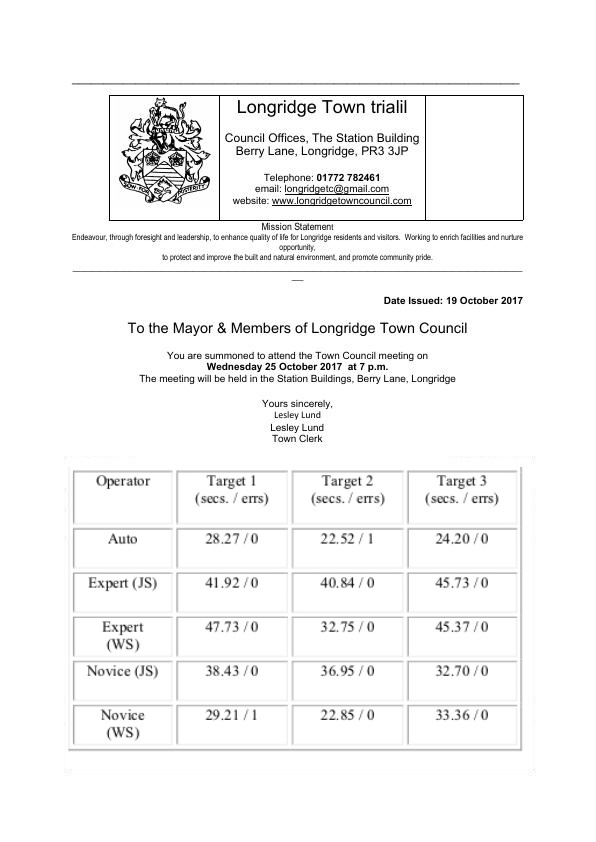 Longridge Town trialil
Council Offices, The Station Building
Berry Lane, Longridge, PR3 3JP
Telephone: 01772 782461
email: longridgetc@gmail.com
website: www.longridgetowncouncil.com
Mission Statement
Endeavour, through foresight and leadership, to enhance quality of life for Longridge residents and visitors. Working to enrich facilities and nurture
opportunity,
to protect and improve the built and natural environment, and promote community pride.
Date Issued: 19 October 2017
To the Mayor & Members of Longridge Town Council
You are summoned to attend the Town Council meeting on
Wednesday 25 October 2017 at 7 p.m.
The meeting will be held in the Station Buildings, Berry Lane, Longridge
Yours sincerely,
Lesley Lund
Lesley Lund
Town Clerk
Operator Target 1 Target 2 Target 3
(secs. / errs) (secs. / errs) (secs. / errs)
Auto 28.27 / 0 22.52 / 1 24.20 / 0
Expert (JS) 41.92 / 0 40.84 / 0 45.73 / 0
Expert 47.73 / 0 32.75 / 0 45.37 / 0
(WS)
Novice (JS) 38.43 / 0 36.95 / 0 32.70 / 0
Novice 29.21 / 1 22.85 / 0 33.36 / 0
(WS)